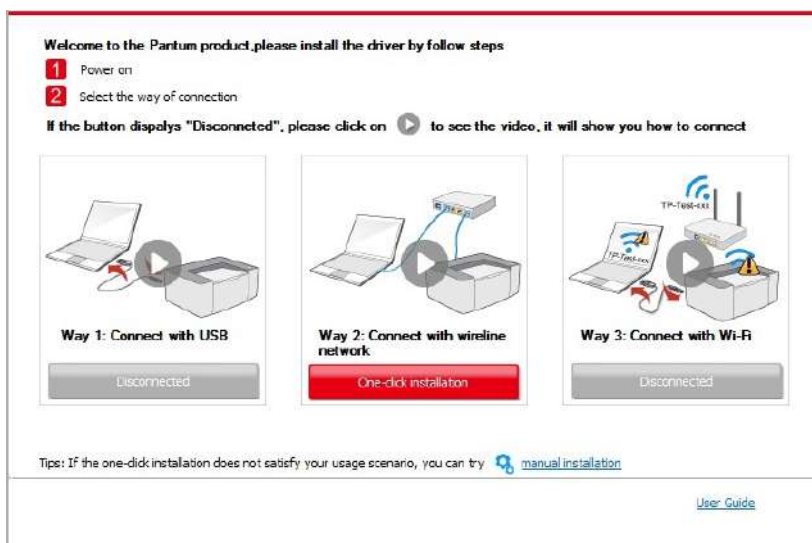 Welcome to the Pantum product,please install the driver by follow steps
1 Power on
2 Select the way of connection
If the button dispalys "Disconneted", please click on to see the video, it will show you how to connect
TP-Test-xxx
TP-Test-xxx
Way 1: Connect with USB
Way 2: Connect with wireline
network
Way 3: Connect with Wi-Fi
Disconnected
One-click installation
Disconnected
Tips: If the one-click installation does not satisfy your usage scenario, you can try manual installation
User Guide